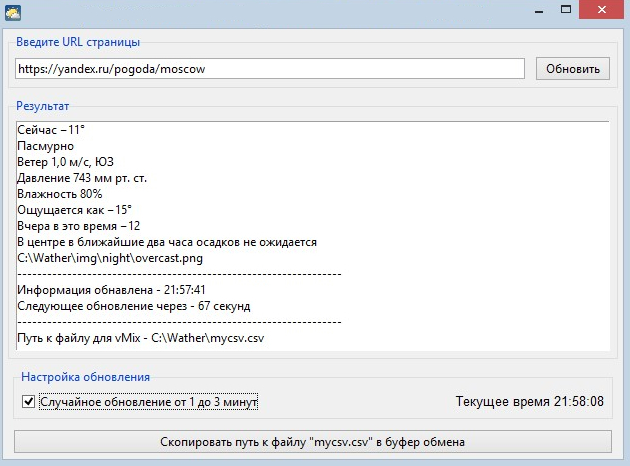 Введите URL страницы
https://yandex.ru/pogoda/moscow
Обновить
Результат
Сейчас −11°
Пасмурно
Ветер 1,0 м/с, ЮЗ
Давление 743 мм рт. ст.
Влажность 80%
Ощущается как −15°
Вчера в это время −12
В центре в ближайшие два часа осадков не ожидается
C:\Wather\img\night\overcast.png
-----------------------------------------------------------------
Информация обнавлена - 21:57:41
Следующее обновление через - 67 секунд
-----------------------------------------------------------------
Путь к файлу для vMix - C:\Wather\mycsv.csv
Настройка обновления
Случайное обновление от 1 до 3 минут
Текущее время 21:58:08
Скопировать путь к файлу "mycsv.csv" в буфер обмена